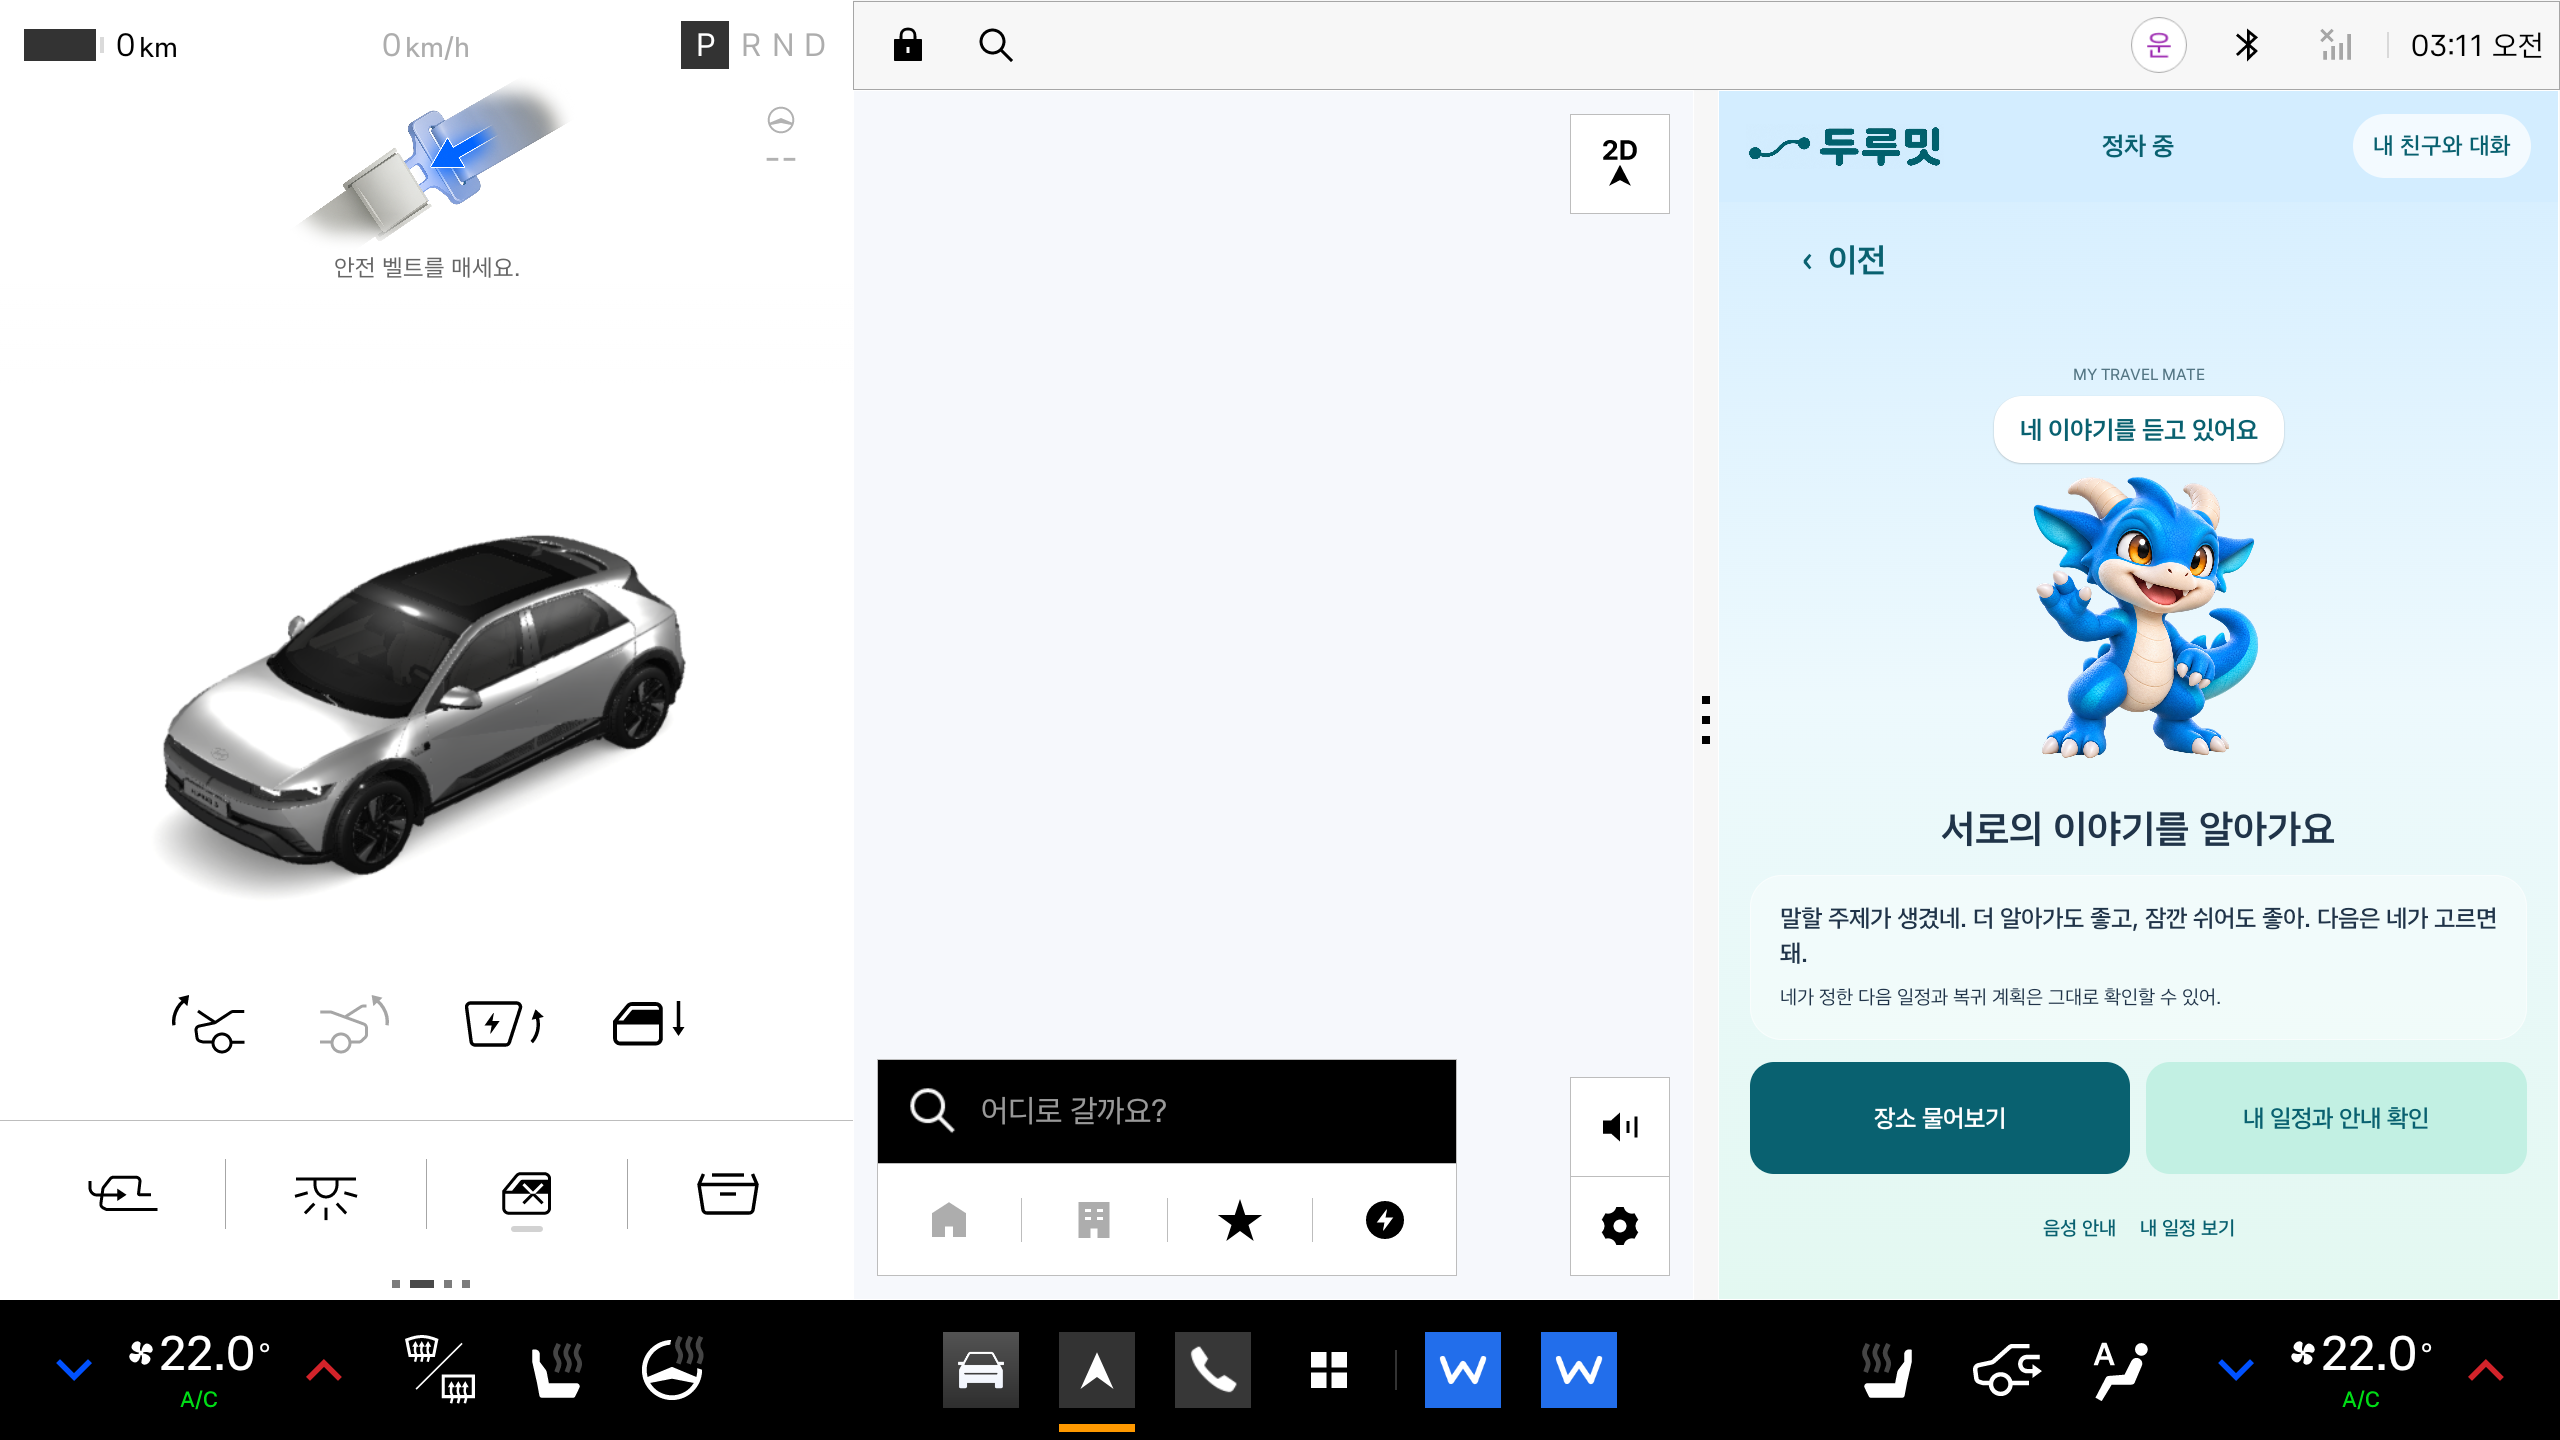 0 km
0 km/h
P R N D
안전 벨트를 매세요.
운
03:11 오전
2D
어디로 갈까요?
두루밋
정차 중
내 친구와 대화
‹ 이전
MY TRAVEL MATE
네 이야기를 듣고 있어요
서로의 이야기를 알아가요
말할 주제가 생겼네. 더 알아가도 좋고, 잠깐 쉬어도 좋아. 다음은 네가 고르면
돼.
네가 정한 다음 일정과 복귀 계획은 그대로 확인할 수 있어.
장소 물어보기
내 일정과 안내 확인
음성 안내
내 일정 보기
22.0°
A/C
A
22.0°
A/C